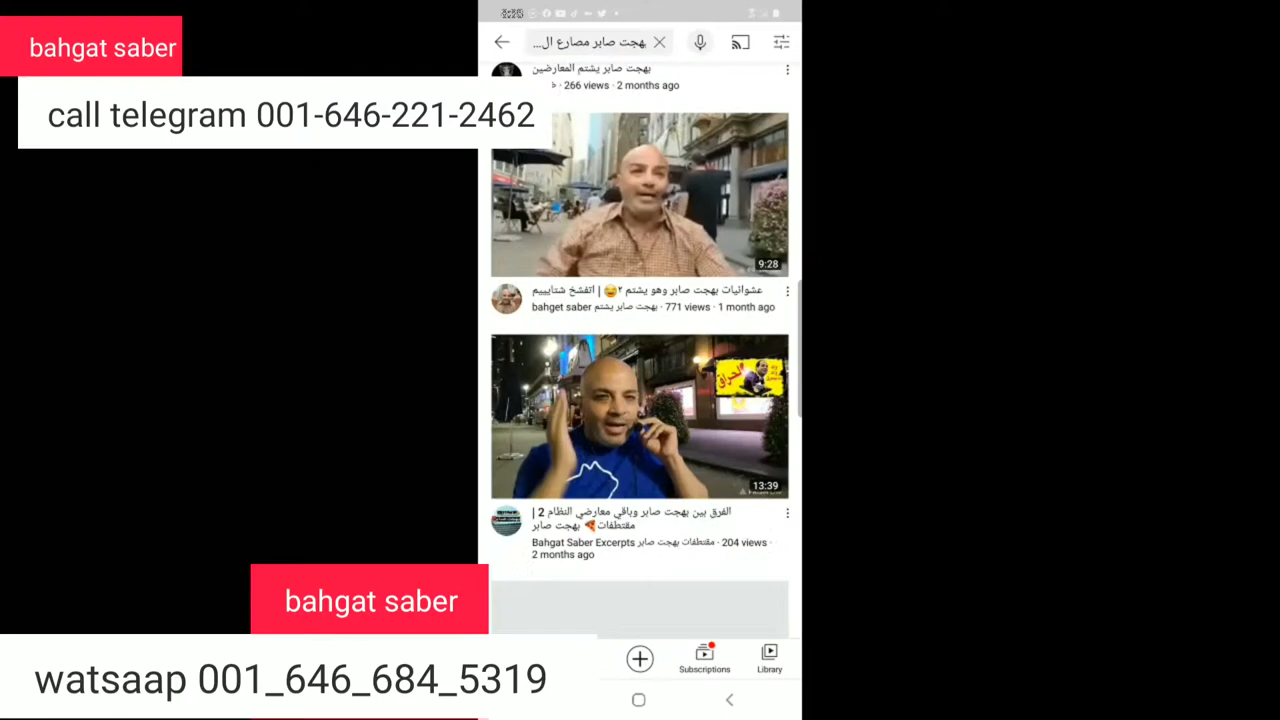 بهجت صابر مصارع ال...
bahgat saber
بهجت صابر يشتم المعارضين
266 views · 2 months ago
call telegram 001-646-221-2462
9:28
عشوائيات بهجت صابر وهو يشتم ٢😂 | اتفشخ شتاييييم
bahget saber بهجت صابر يشتم · 771 views · 1 month ago
الحراق
13:39
الفرق بين بهجت صابر وباقي معارضي النظام 2 |
مقتطفات🍕 بهجت صابر
Bahgat Saber Excerpts مقتطفات بهجت صابر · 204 views ·
2 months ago
bahgat saber
Subscriptions
Library
watsaap 001_646_684_5319